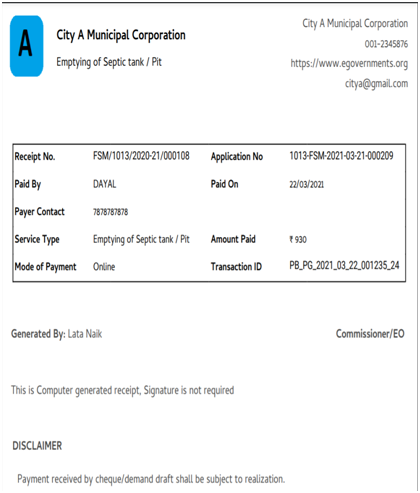 A
City A Municipal Corporation
Emptying of Septic tank / Pit
City A Municipal Corporation
001-2345876
https://www.egovernments.org
citya@gmail.com
Receipt No. FSM/1013/2020-21/000108 Application No 1013-FSM-2021-03-21-000209
Paid By DAYAL Paid On 22/03/2021
Payer Contact 7878787878
Service Type Emptying of Septic tank / Pit Amount Paid ₹ 930
Mode of Payment Online Transaction ID PB_PG_2021_03_22_001235_24
Generated By: Lata Naik Commissioner/EO
This is Computer generated receipt, Signature is not required
DISCLAIMER
Payment received by cheque/demand draft shall be subject to realization.